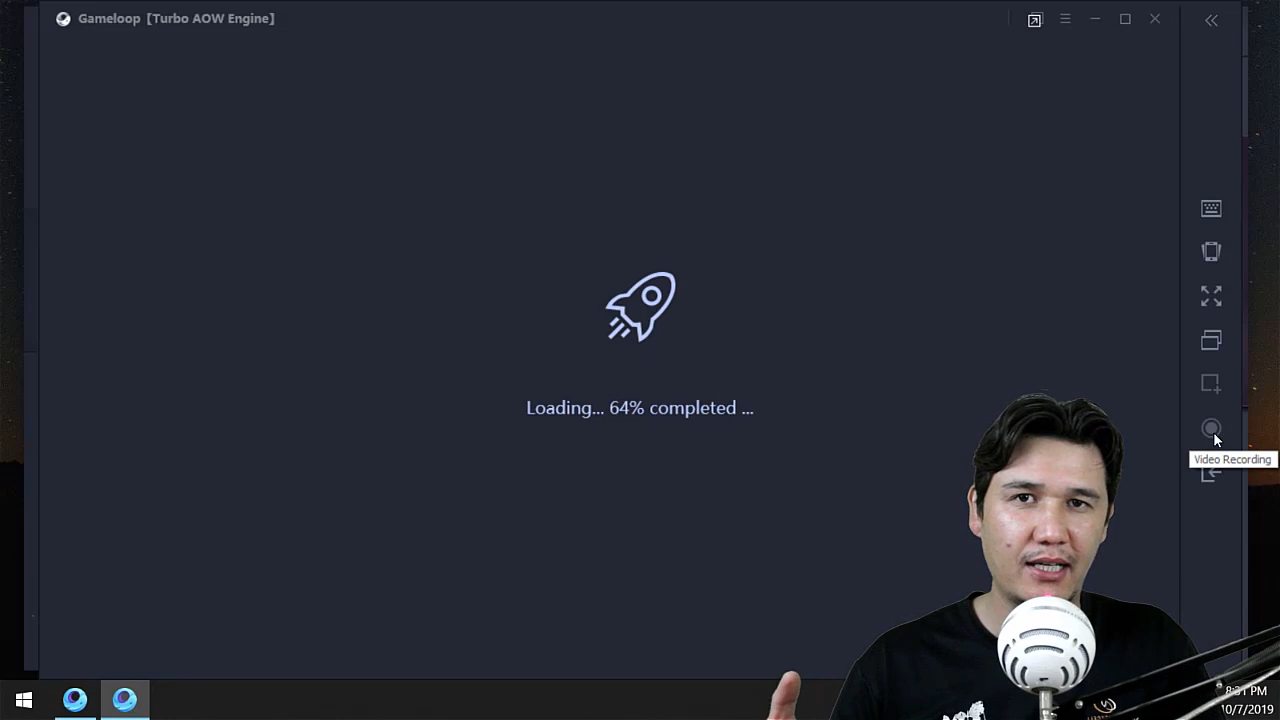 Gameloop [Turbo AOW Engine]
Loading... 64% completed ...
Video Recording
10/7/2019